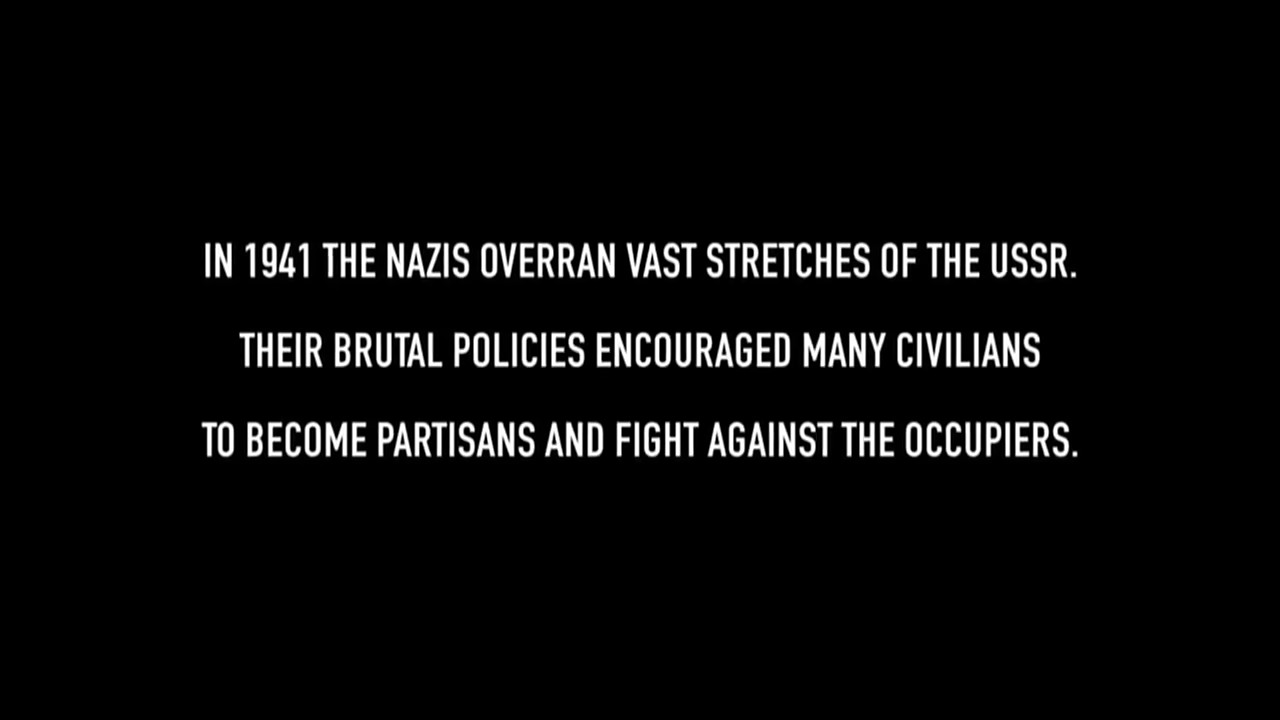 IN 1941 THE NAZIS OVERRAN VAST STRETCHES OF THE USSR.
THEIR BRUTAL POLICIES ENCOURAGED MANY CIVILIANS
TO BECOME PARTISANS AND FIGHT AGAINST THE OCCUPIERS.